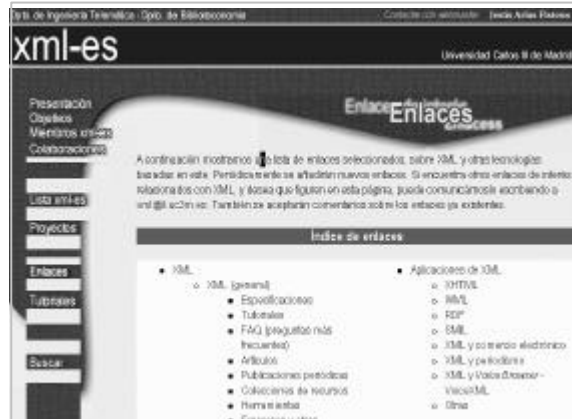 Dpto. de Ingeniería Telemática - Dpto. de Biblioteconomía
Contactar con webmaster Jesús Arias Fisteus
xml-es
Universidad Carlos III de Madrid
Presentación
Objetivos
Miembros
Colaboraciones
Lista xml-es
Proyectos
Enlaces
Tutoriales
Buscar
Enlaces
A continuación mostramos lista de enlaces seleccionados, sobre XML y otras tecnologías
basadas en este. Periódicamente se añadirán nuevos enlaces. Si encuentra otros enlaces de interés
relacionados con XML, y desea que figuren en esta página, puede comunicárnoslo escribiendo a
xml@it.uc3m.es. También se aceptarán comentarios sobre los enlaces ya existentes.
Índice de enlaces
XML
XML (general)
Especificaciones
Tutoriales
FAQ (preguntas más
frecuentes)
Artículos
Publicaciones periódicas
Colecciones de recursos
Herramientas
Aplicaciones de XML
XHTML
WML
RDF
SMIL
XML y comercio electrónico
XML y periodismo
XML y Voice Browser -
VoiceXML
Otras